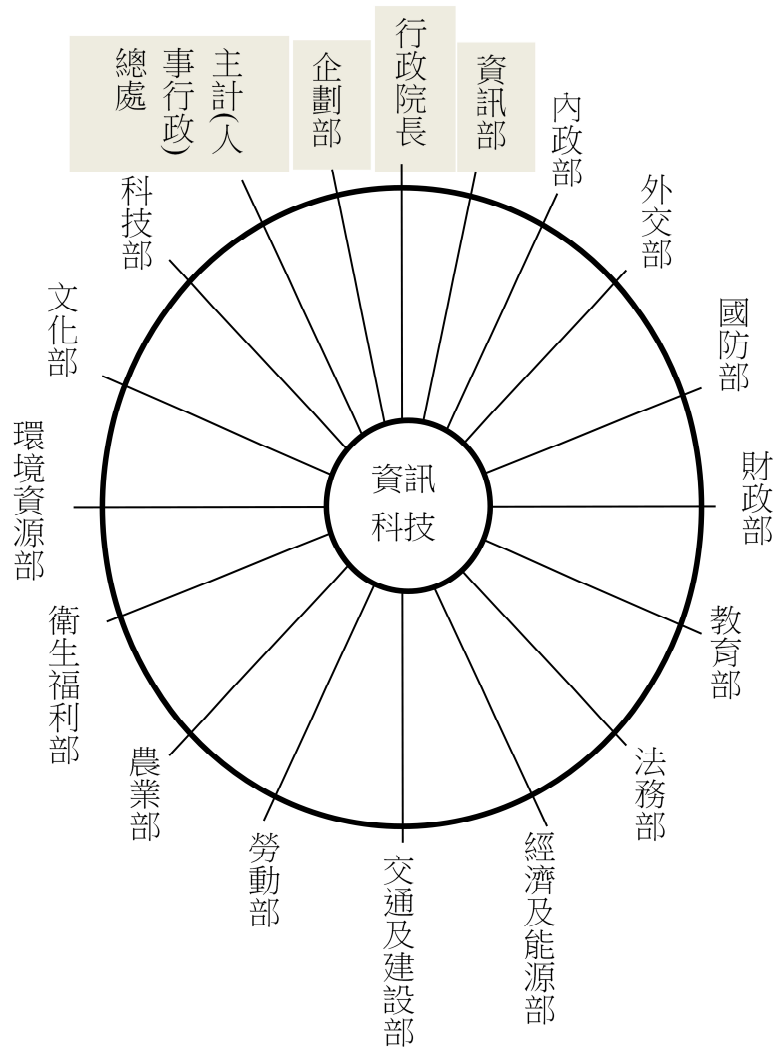 行政院長
資訊部
內政部
外交部
國防部
財政部
教育部
法務部
經濟及能源部
交通及建設部
勞動部
農業部
衛生福利部
環境資源部
文化部
科技部
主計(人
事行政)
總處
企劃部
資訊
科技